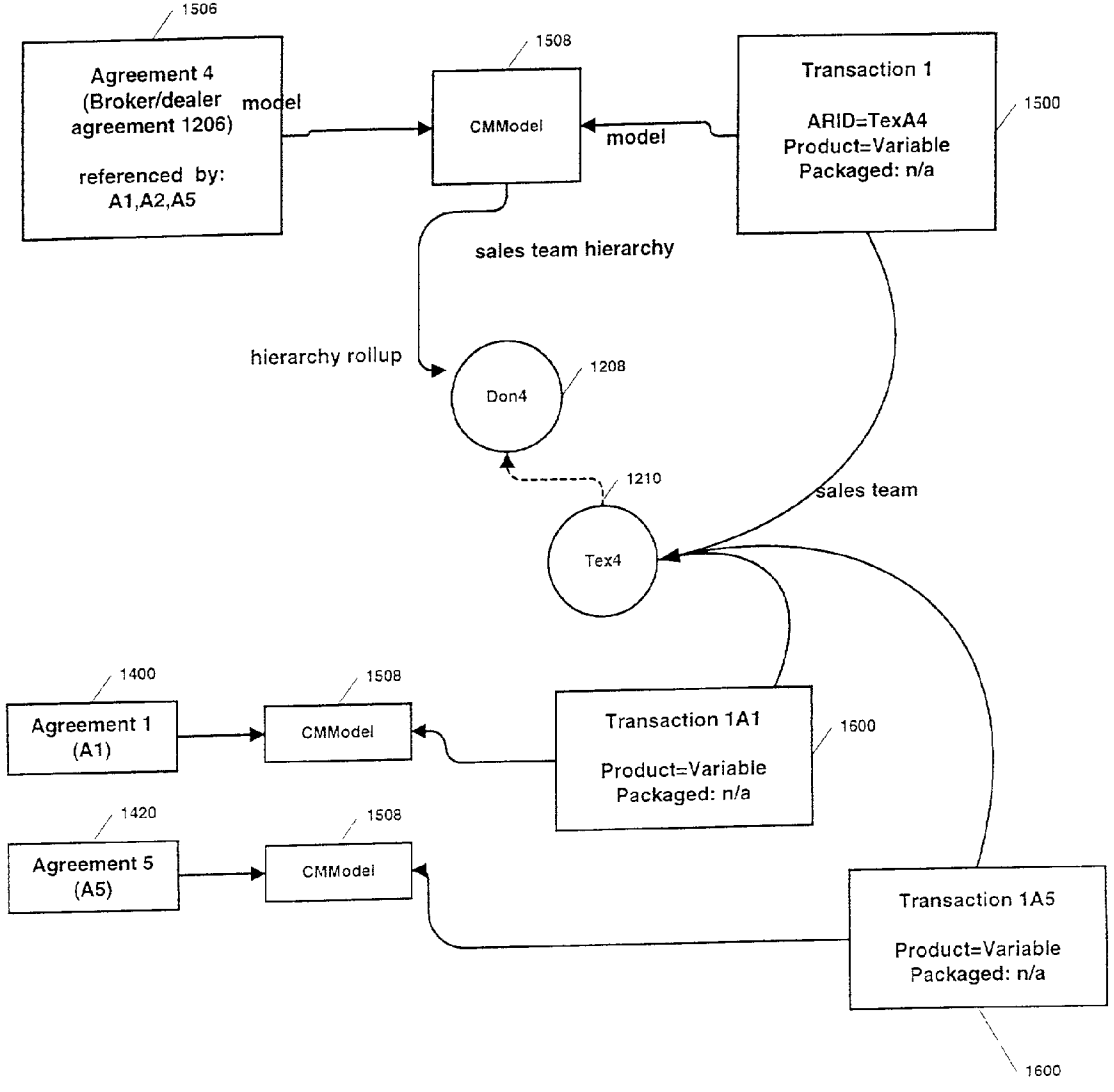 1506
Agreement 4
(Broker/dealer
agreement 1206)
referenced by:
A1,A2,A5
model
1508
CMModel
model
Transaction 1
ARID=TexA4
Product=Variable
Packaged: n/a
1500
sales team hierarchy
hierarchy rollup
Don4
1208
1210
sales team
Tex4
1400
Agreement 1
(A1)
1508
CMModel
Transaction 1A1
Product=Variable
Packaged: n/a
1600
1420
Agreement 5
(A5)
1508
CMModel
Transaction 1A5
Product=Variable
Packaged: n/a
1600